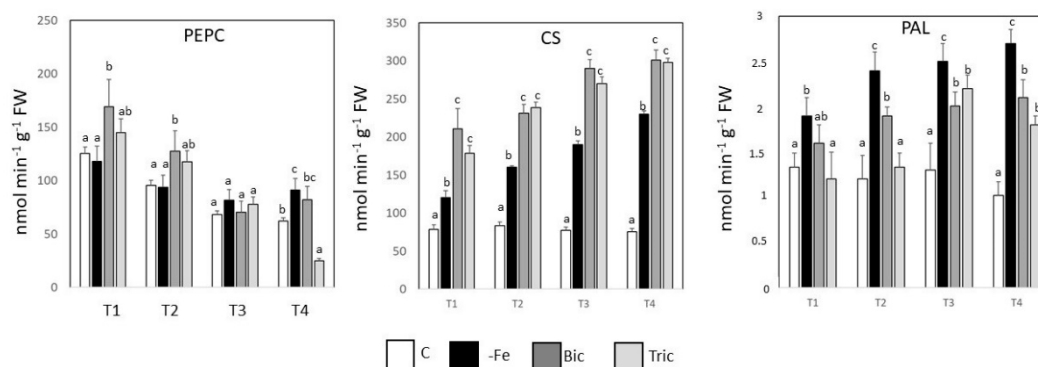 PEPC
nmol min⁻¹ g⁻¹ FW
250
200
150
100
50
0
a a b ab
a a b ab
a a a a
b c bc a
T1 T2 T3 T4
CS
nmol min⁻¹ g⁻¹ FW
350
300
250
200
150
100
50
0
a b c c
a b c c
a b c c
a b c c
T1 T2 T3 T4
PAL
nmol min⁻¹ g⁻¹ FW
3
2.5
2
1.5
1
2.5
0
a b ab a
a c b a
a c b b
a c b b
T1 T2 T3 T4
C -Fe Bic Tric